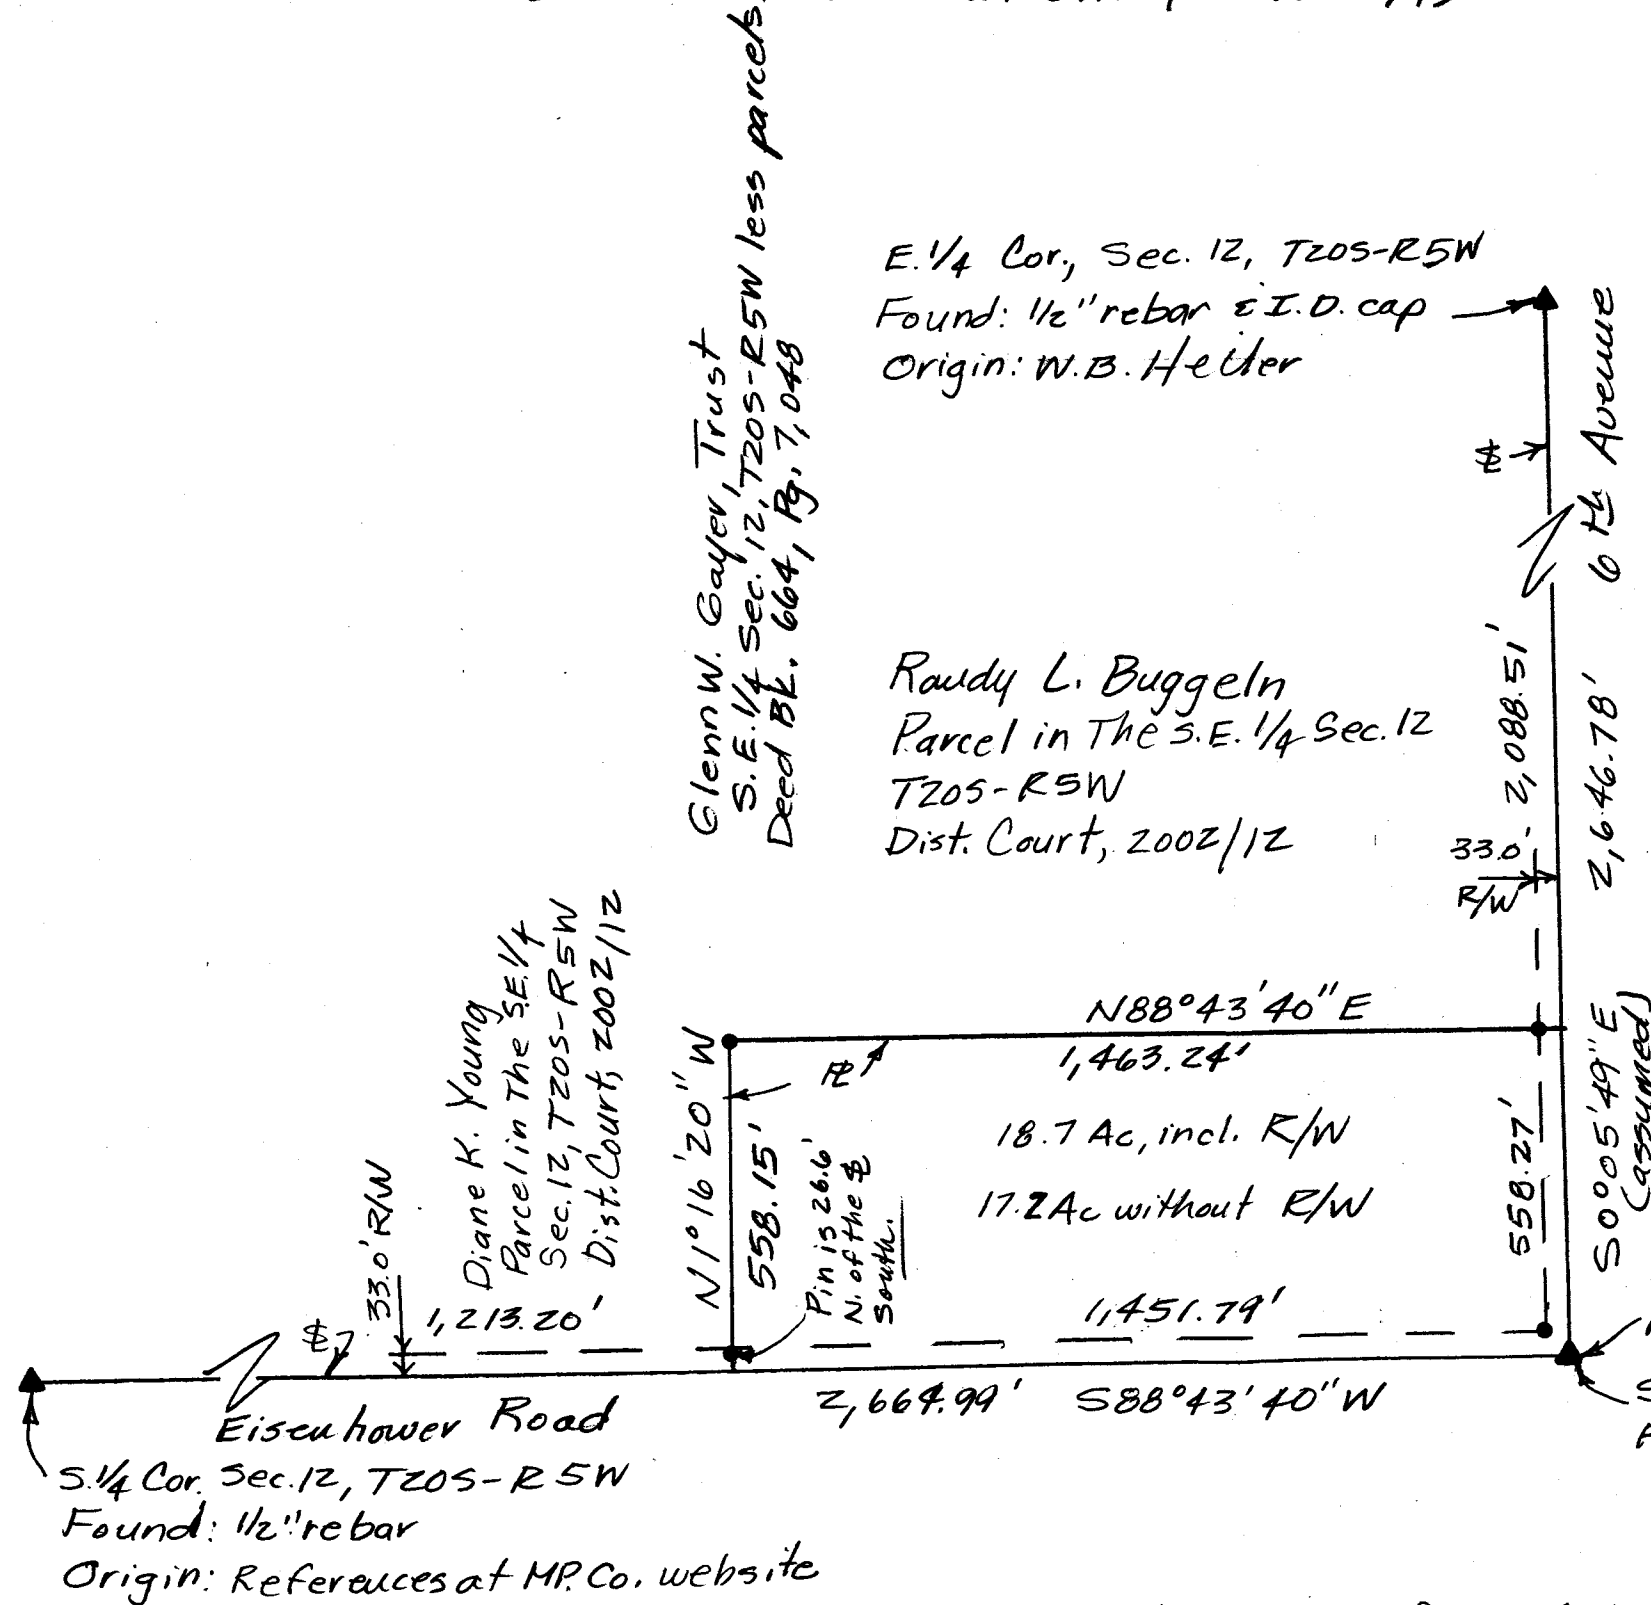 Glenn W. Gayer, Trust
S.E. 1/4 Sec. 12, T20S-R5W less parcels
Deed Bk. 664, Pg. 7,048
E. 1/4 Cor., Sec. 12, T20S-R5W
Found: 1/2" rebar & I.D. cap
Origin: W.B. Hetler
6th Avenue
Randy L. Buggeln
Parcel in The S.E. 1/4 Sec. 12
T20S-R5W
Dist. Court, 2002/12
2,088.51'
2,646.78'
33.0'
R/W
Diane K. Young
Parcel in The S.E. 1/4
Sec. 12, T20S-R5W
Dist. Court, 2002/12
N88°43'40"E
1,463.24'
N1°16'20"W
558.15'
PL
Pin is 26.6'
N. of the SL
South.
18.7 Ac, incl. R/W
17.2 Ac without R/W
558.27'
S0°05'49"E
(assumed)
33.0' R/W
1,213.20'
1,451.79'
SL
2,664.99' S88°43'40"W
Eisenhower Road
S. 1/4 Cor. Sec. 12, T20S-R5W
Found: 1/2" rebar
Origin: References at MP. Co. website